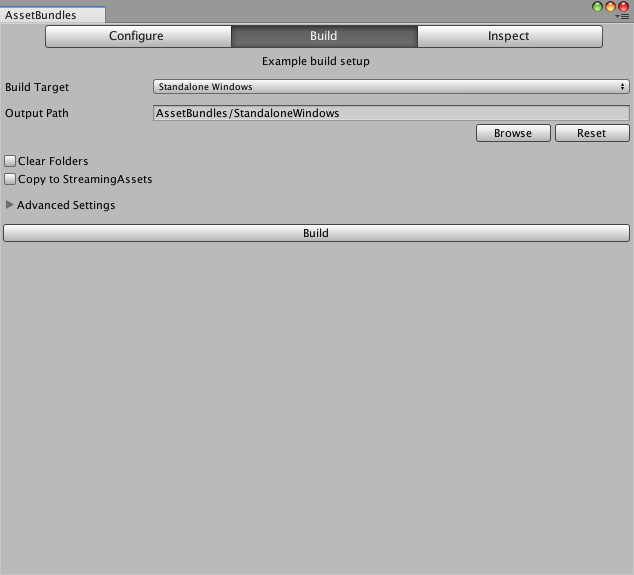 AssetBundles
Configure Build Inspect
Example build setup
Build Target Standalone Windows
Output Path AssetBundles/StandaloneWindows
Browse Reset
Clear Folders
Copy to StreamingAssets
Advanced Settings
Build